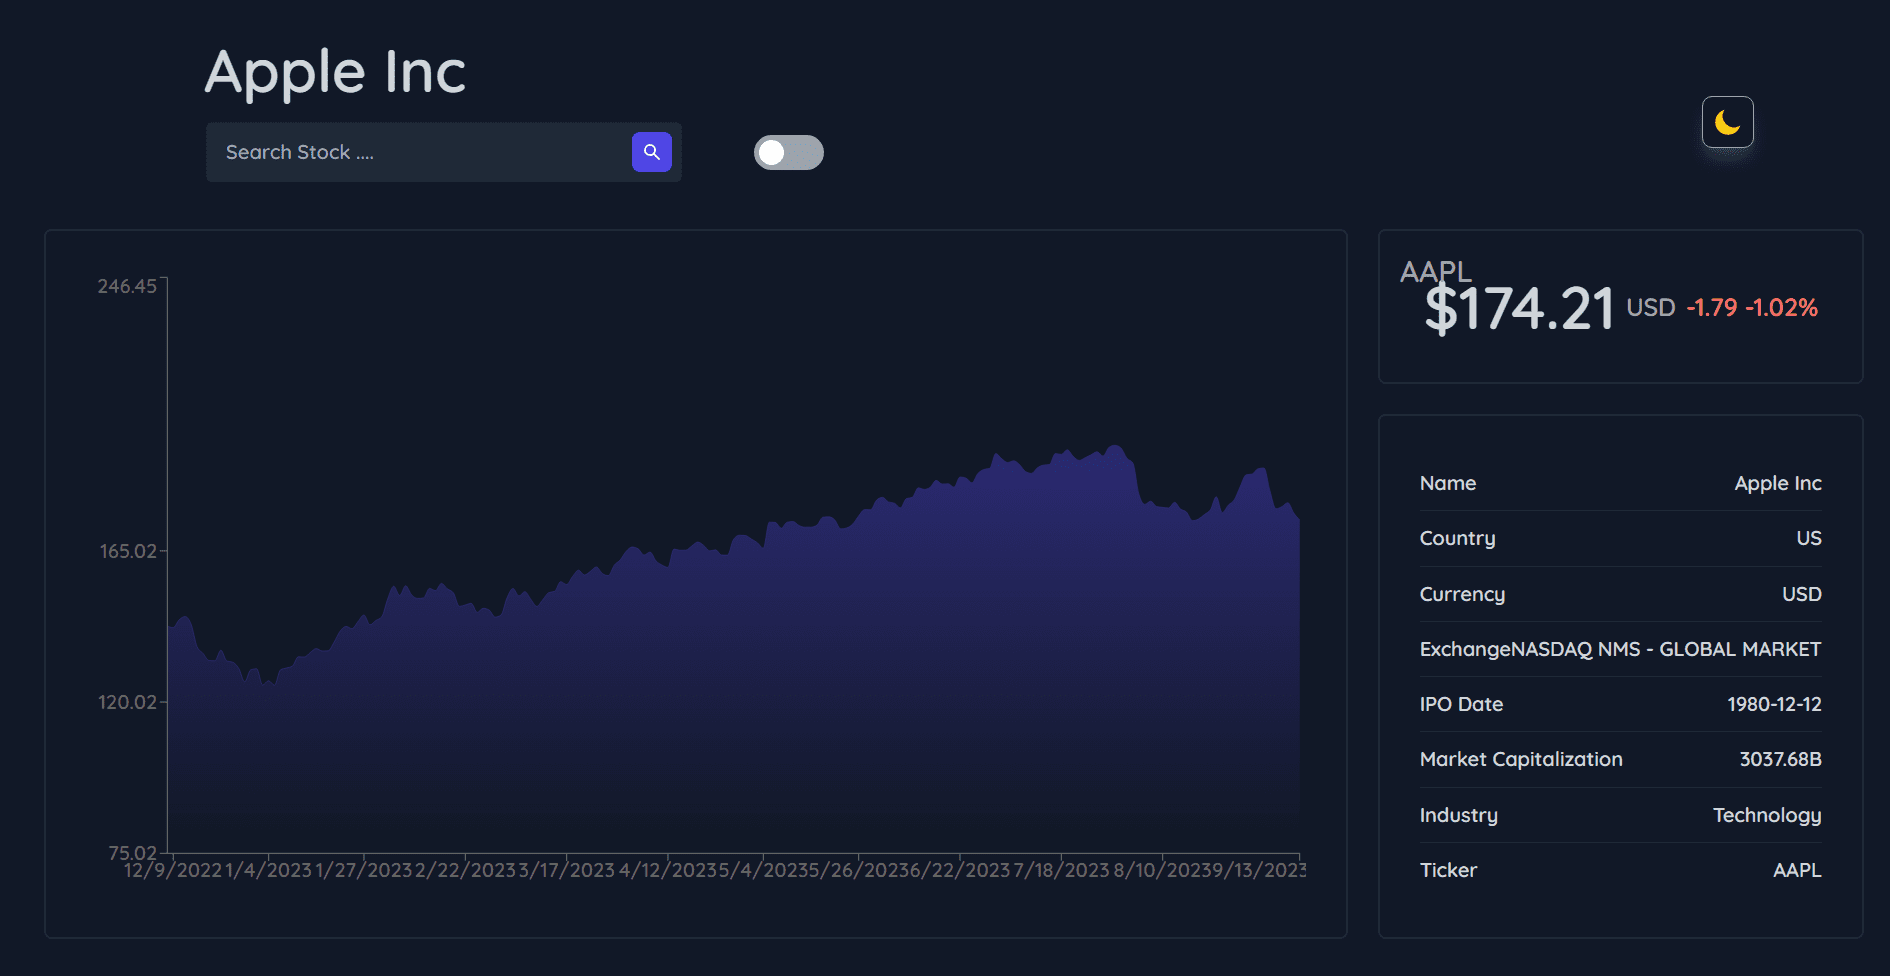 Apple Inc
Search Stock ....
246.45
165.02
120.02
75.02
12/9/2022 1/4/2023 1/27/2023 2/22/2023 3/17/2023 4/12/2023 5/4/2023 5/26/2023 6/22/2023 7/18/2023 8/10/2023 9/13/2023
AAPL
$174.21 USD -1.79 -1.02%
Name Apple Inc
Country US
Currency USD
ExchangeNASDAQ NMS - GLOBAL MARKET
IPO Date 1980-12-12
Market Capitalization 3037.68B
Industry Technology
Ticker AAPL